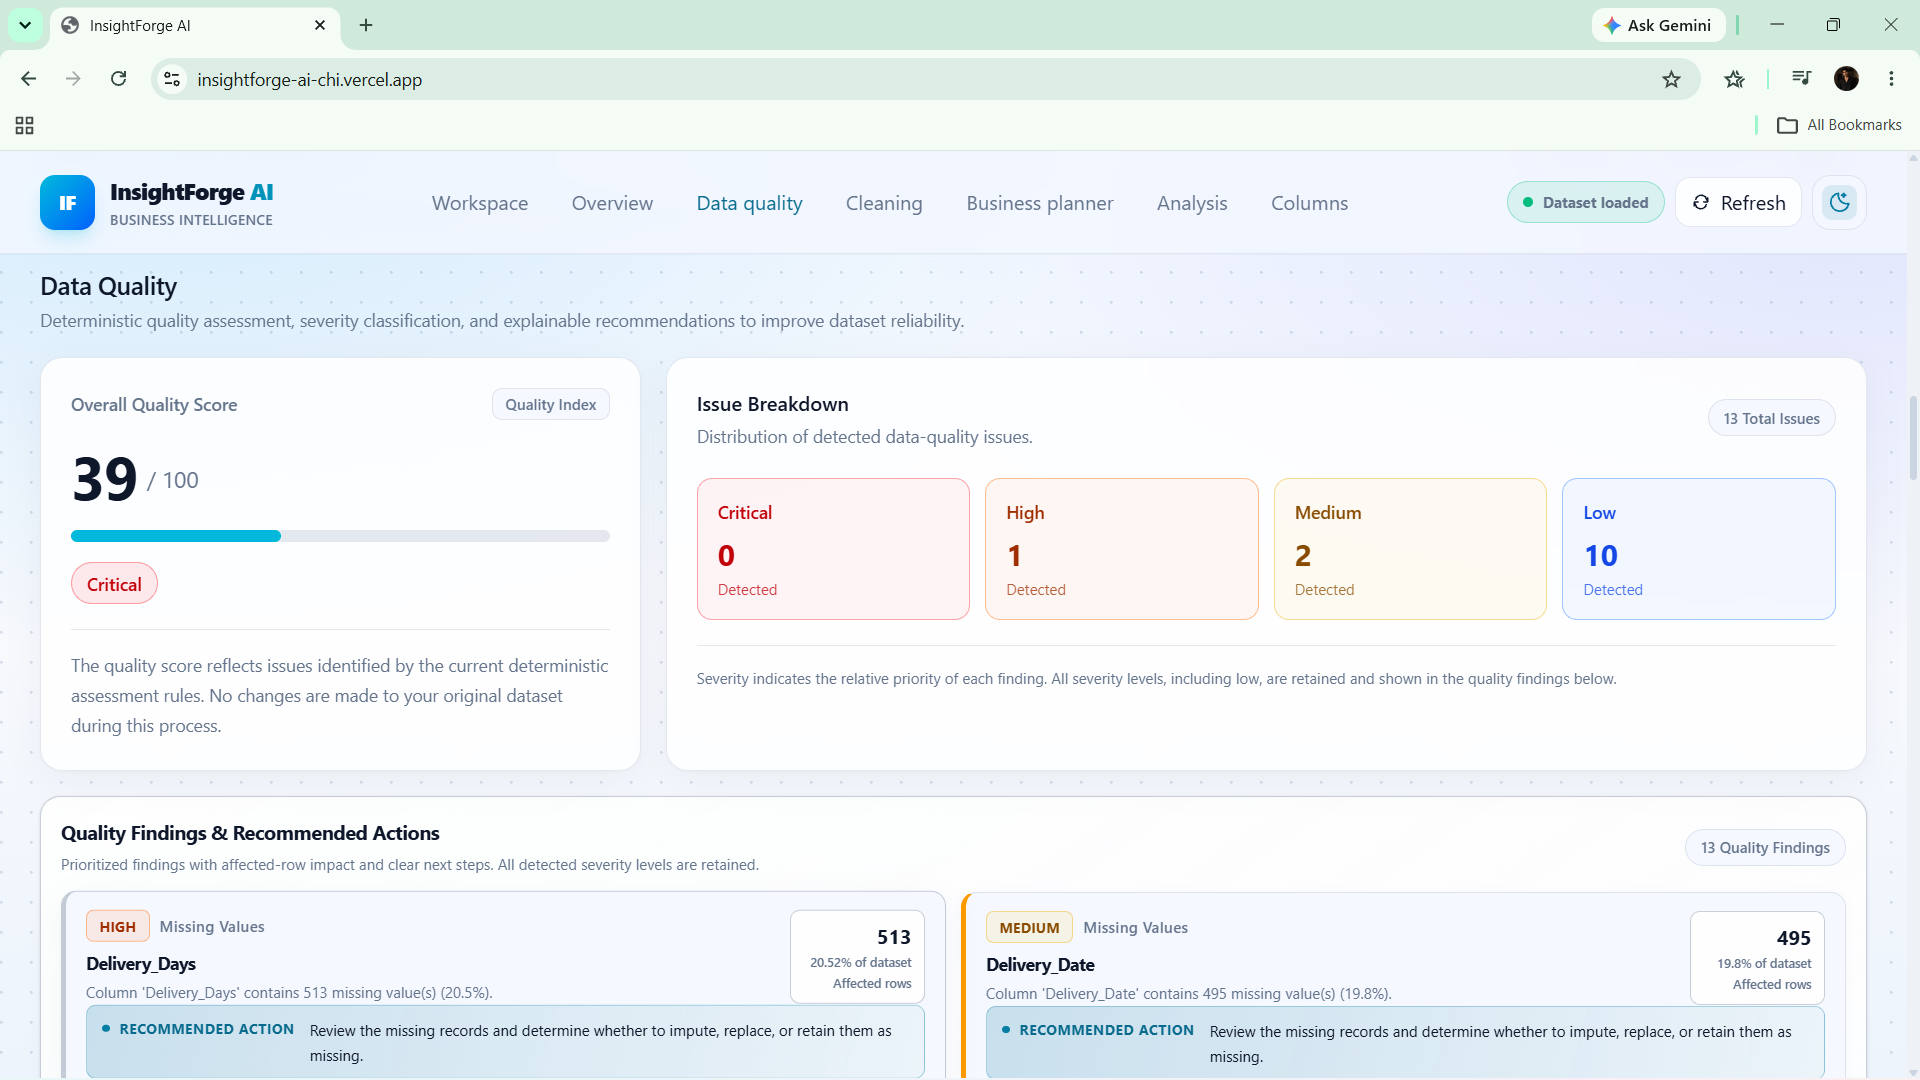 InsightForge AI
Ask Gemini
insightforge-ai-chi.vercel.app
All Bookmarks
IF
InsightForge AI
BUSINESS INTELLIGENCE
Workspace
Overview
Data quality
Cleaning
Business planner
Analysis
Columns
Dataset loaded
Refresh
Data Quality
Deterministic quality assessment, severity classification, and explainable recommendations to improve dataset reliability.
Overall Quality Score
Quality Index
39 / 100
Critical
The quality score reflects issues identified by the current deterministic
assessment rules. No changes are made to your original dataset
during this process.
Issue Breakdown
Distribution of detected data-quality issues.
13 Total Issues
Critical
0
Detected
High
1
Detected
Medium
2
Detected
Low
10
Detected
Severity indicates the relative priority of each finding. All severity levels, including low, are retained and shown in the quality findings below.
Quality Findings & Recommended Actions
Prioritized findings with affected-row impact and clear next steps. All detected severity levels are retained.
13 Quality Findings
HIGH
Missing Values
Delivery_Days
Column 'Delivery_Days' contains 513 missing value(s) (20.5%).
513
20.52% of dataset
Affected rows
RECOMMENDED ACTION
Review the missing records and determine whether to impute, replace, or retain them as
missing.
MEDIUM
Missing Values
Delivery_Date
Column 'Delivery_Date' contains 495 missing value(s) (19.8%).
495
19.8% of dataset
Affected rows
RECOMMENDED ACTION
Review the missing records and determine whether to impute, replace, or retain them as
missing.